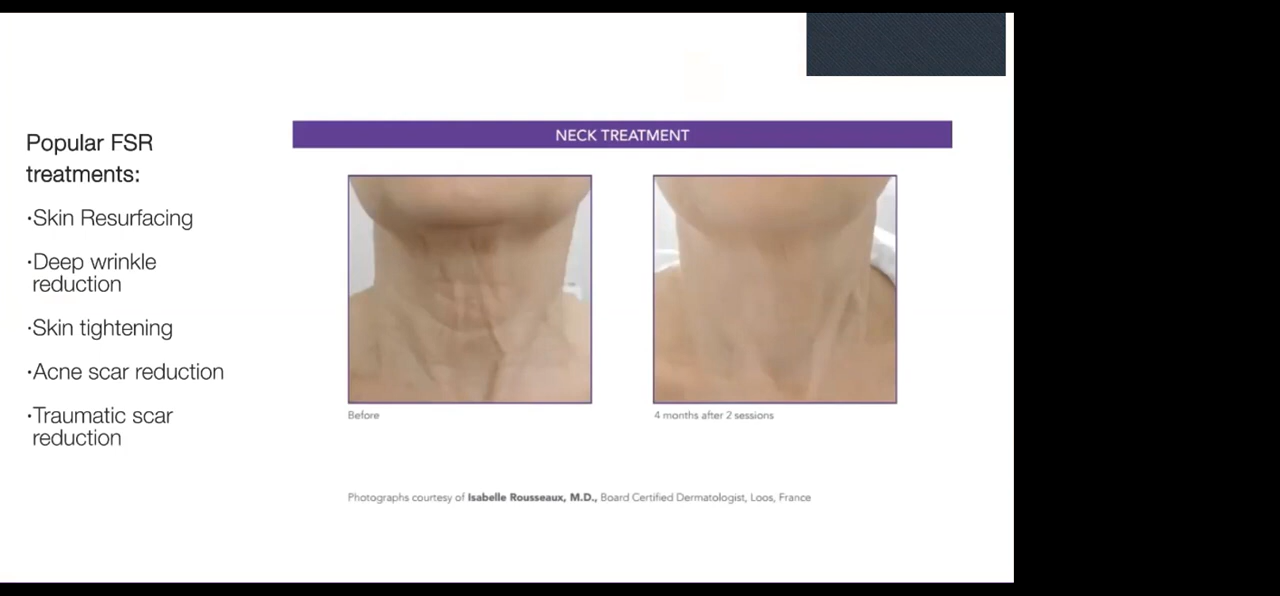 Popular FSR
treatments:
·Skin Resurfacing
·Deep wrinkle
reduction
·Skin tightening
·Acne scar reduction
·Traumatic scar
reduction
NECK TREATMENT
Before
4 months after 2 sessions
Photographs courtesy of Isabelle Rousseaux, M.D., Board Certified Dermatologist, Loos, France